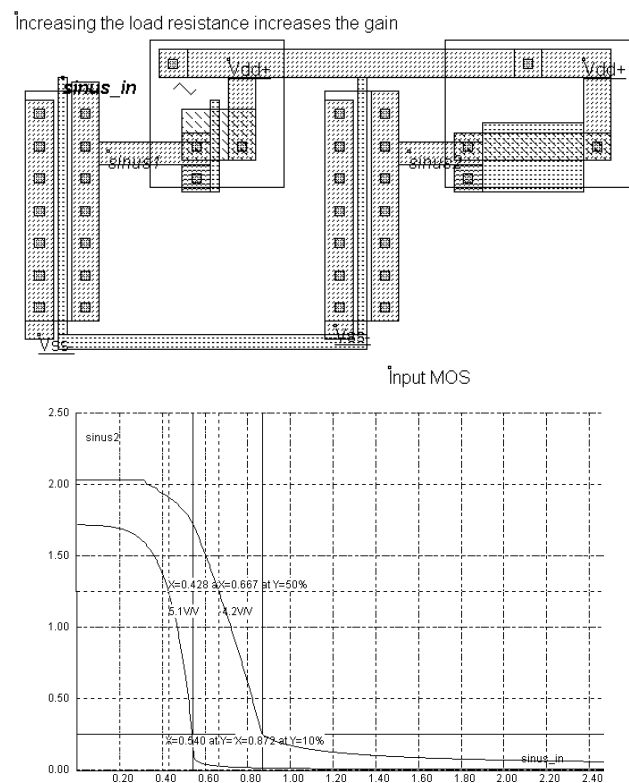 Increasing the load resistance increases the gain
Vdd+ Vdd+
sinus_in
sinus1 sinus2
Vss- Vss-
Input MOS
2.50
sinus2
2.00
1.50
X=0.428 aX=0.667 at Y=50%
5.1V/V 4.2V/V
1.00
0.50
X=0.540 at Y= X=0.872 at Y=10%
sinus_in
0.00
0.20 0.40 0.60 0.80 1.00 1.20 1.40 1.60 1.80 2.00 2.20 2.40